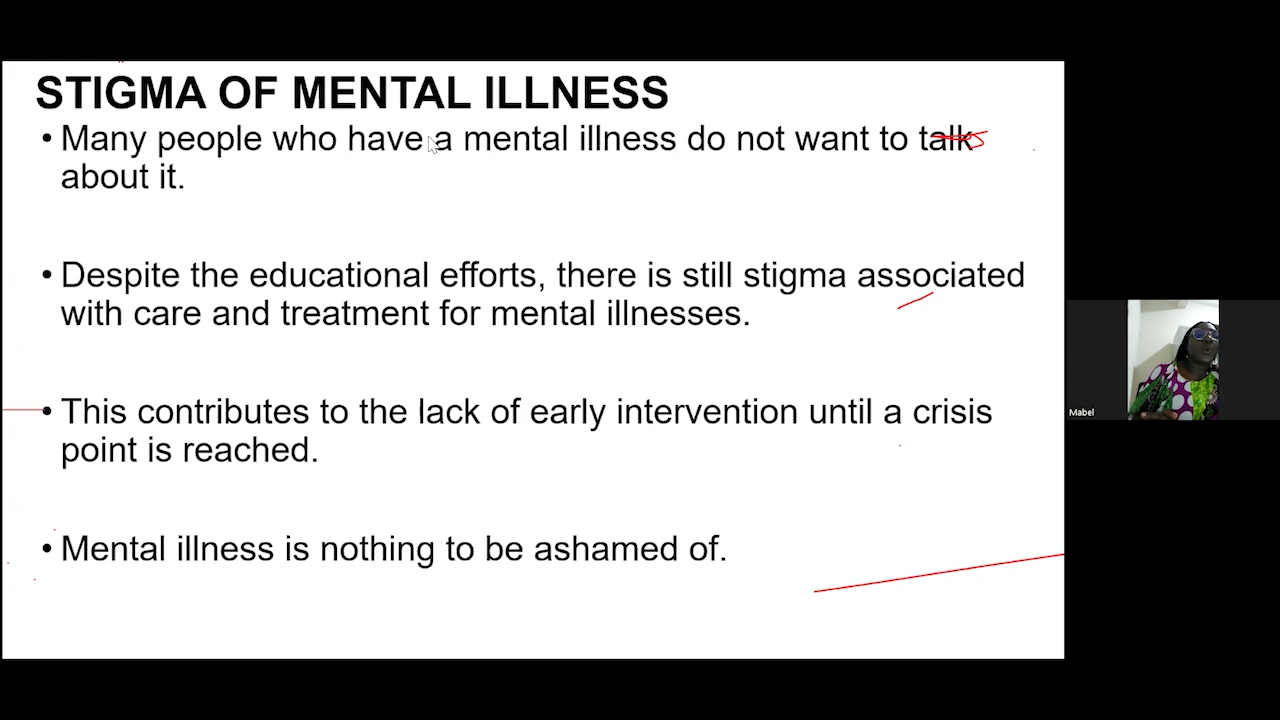 STIGMA OF MENTAL ILLNESS
• Many people who have a mental illness do not want to talk
about it.
• Despite the educational efforts, there is still stigma associated
with care and treatment for mental illnesses.
• This contributes to the lack of early intervention until a crisis
point is reached.
• Mental illness is nothing to be ashamed of.
Mabel